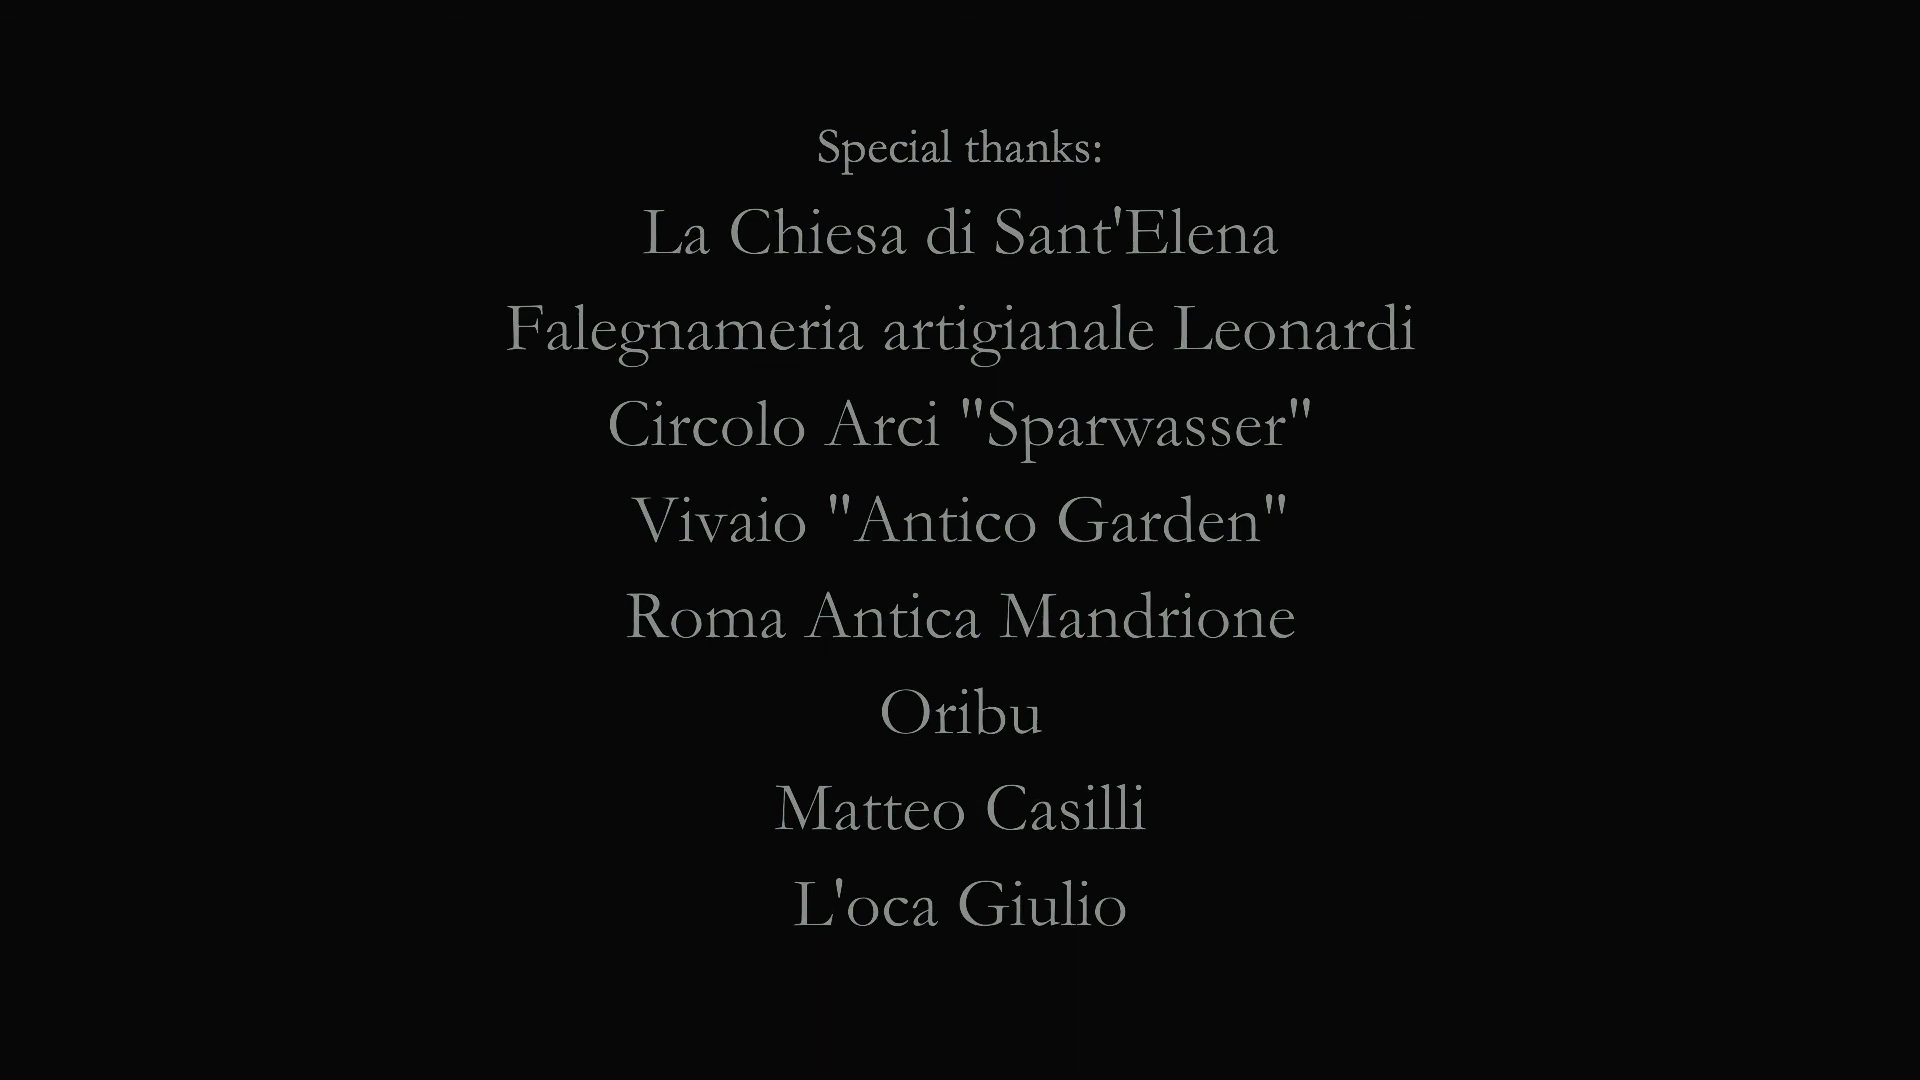 Special thanks:
La Chiesa di Sant'Elena
Falegnameria artigianale Leonardi
Circolo Arci "Sparwasser"
Vivaio "Antico Garden"
Roma Antica Mandrione
Oribu
Matteo Casilli
L'oca Giulio